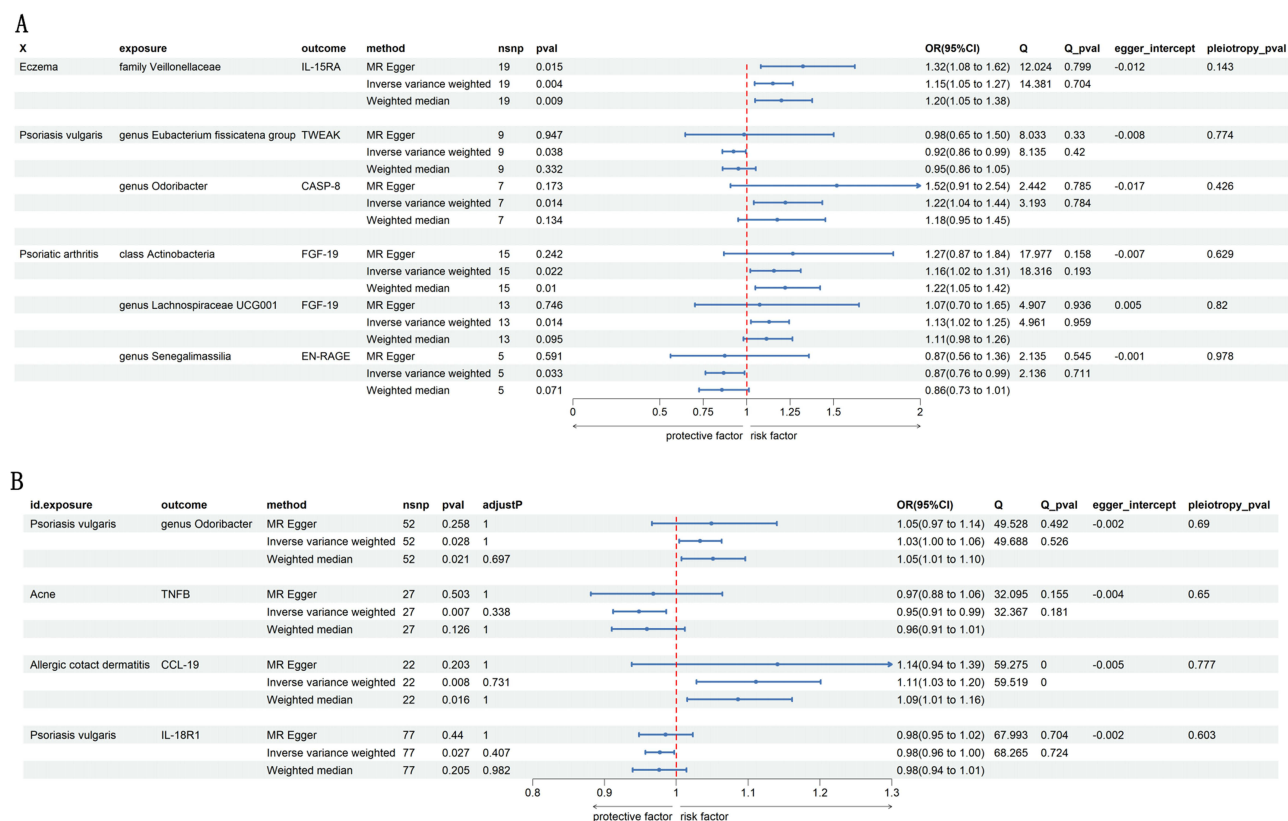 A
X exposure outcome method nsnp pval OR(95%CI) Q Q_pval egger_intercept pleiotropy_pval
Eczema family Veillonellaceae IL-15RA MR Egger 19 0.015 1.32(1.08 to 1.62) 12.024 0.799 -0.012 0.143
Inverse variance weighted 19 0.004 1.15(1.05 to 1.27) 14.381 0.704
Weighted median 19 0.009 1.20(1.05 to 1.38)
Psoriasis vulgaris genus Eubacterium fissicatena group TWEAK MR Egger 9 0.947 0.98(0.65 to 1.50) 8.033 0.33 -0.008 0.774
Inverse variance weighted 9 0.038 0.92(0.86 to 0.99) 8.135 0.42
Weighted median 9 0.332 0.95(0.86 to 1.05)
genus Odoribacter CASP-8 MR Egger 7 0.173 1.52(0.91 to 2.54) 2.442 0.785 -0.017 0.426
Inverse variance weighted 7 0.014 1.22(1.04 to 1.44) 3.193 0.784
Weighted median 7 0.134 1.18(0.95 to 1.45)
Psoriatic arthritis class Actinobacteria FGF-19 MR Egger 15 0.242 1.27(0.87 to 1.84) 17.977 0.158 -0.007 0.629
Inverse variance weighted 15 0.022 1.16(1.02 to 1.31) 18.316 0.193
Weighted median 15 0.01 1.22(1.05 to 1.42)
genus Lachnospiraceae UCG001 FGF-19 MR Egger 13 0.746 1.07(0.70 to 1.65) 4.907 0.936 0.005 0.82
Inverse variance weighted 13 0.014 1.13(1.02 to 1.25) 4.961 0.959
Weighted median 13 0.095 1.11(0.98 to 1.26)
genus Senegalimassilia EN-RAGE MR Egger 5 0.591 0.87(0.56 to 1.36) 2.135 0.545 -0.001 0.978
Inverse variance weighted 5 0.033 0.87(0.76 to 0.99) 2.136 0.711
Weighted median 5 0.071 0.86(0.73 to 1.01)
0 0.5 0.75 1 1.25 1.5 2
protective factor risk factor
B
id.exposure outcome method nsnp pval adjustP OR(95%CI) Q Q_pval egger_intercept pleiotropy_pval
Psoriasis vulgaris genus Odoribacter MR Egger 52 0.258 1 1.05(0.97 to 1.14) 49.528 0.492 -0.002 0.69
Inverse variance weighted 52 0.028 1 1.03(1.00 to 1.06) 49.688 0.526
Weighted median 52 0.021 0.697 1.05(1.01 to 1.10)
Acne TNFB MR Egger 27 0.503 1 0.97(0.88 to 1.06) 32.095 0.155 -0.004 0.65
Inverse variance weighted 27 0.007 0.338 0.95(0.91 to 0.99) 32.367 0.181
Weighted median 27 0.126 1 0.96(0.91 to 1.01)
Allergic cotact dermatitis CCL-19 MR Egger 22 0.203 1 1.14(0.94 to 1.39) 59.275 0 -0.005 0.777
Inverse variance weighted 22 0.008 0.731 1.11(1.03 to 1.20) 59.519 0
Weighted median 22 0.016 1 1.09(1.01 to 1.16)
Psoriasis vulgaris IL-18R1 MR Egger 77 0.44 1 0.98(0.95 to 1.02) 67.993 0.704 -0.002 0.603
Inverse variance weighted 77 0.027 0.407 0.98(0.96 to 1.00) 68.265 0.724
Weighted median 77 0.205 0.982 0.98(0.94 to 1.01)
0.8 0.9 1 1.1 1.2 1.3
protective factor risk factor